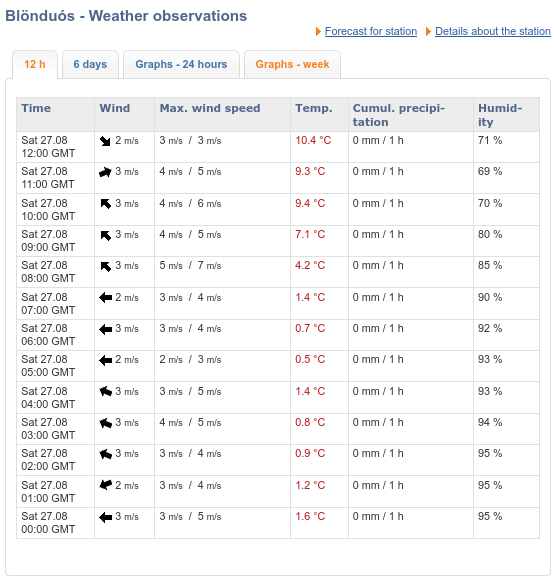 Blönduós - Weather observations
Forecast for station Details about the station
12 h 6 days Graphs - 24 hours Graphs - week
Time Wind Max. wind speed Temp. Cumul. precipi-
tation Humid-
ity
Sat 27.08
12:00 GMT 2 m/s 3 m/s / 3 m/s 10.4 °C 0 mm / 1 h 71 %
Sat 27.08
11:00 GMT 3 m/s 4 m/s / 5 m/s 9.3 °C 0 mm / 1 h 69 %
Sat 27.08
10:00 GMT 3 m/s 4 m/s / 6 m/s 9.4 °C 0 mm / 1 h 70 %
Sat 27.08
09:00 GMT 3 m/s 4 m/s / 5 m/s 7.1 °C 0 mm / 1 h 80 %
Sat 27.08
08:00 GMT 3 m/s 5 m/s / 7 m/s 4.2 °C 0 mm / 1 h 85 %
Sat 27.08
07:00 GMT 2 m/s 3 m/s / 4 m/s 1.4 °C 0 mm / 1 h 90 %
Sat 27.08
06:00 GMT 3 m/s 3 m/s / 4 m/s 0.7 °C 0 mm / 1 h 92 %
Sat 27.08
05:00 GMT 2 m/s 2 m/s / 3 m/s 0.5 °C 0 mm / 1 h 93 %
Sat 27.08
04:00 GMT 3 m/s 3 m/s / 5 m/s 1.4 °C 0 mm / 1 h 93 %
Sat 27.08
03:00 GMT 3 m/s 4 m/s / 5 m/s 0.8 °C 0 mm / 1 h 94 %
Sat 27.08
02:00 GMT 3 m/s 3 m/s / 4 m/s 0.9 °C 0 mm / 1 h 95 %
Sat 27.08
01:00 GMT 2 m/s 3 m/s / 4 m/s 1.2 °C 0 mm / 1 h 95 %
Sat 27.08
00:00 GMT 3 m/s 3 m/s / 5 m/s 1.6 °C 0 mm / 1 h 95 %